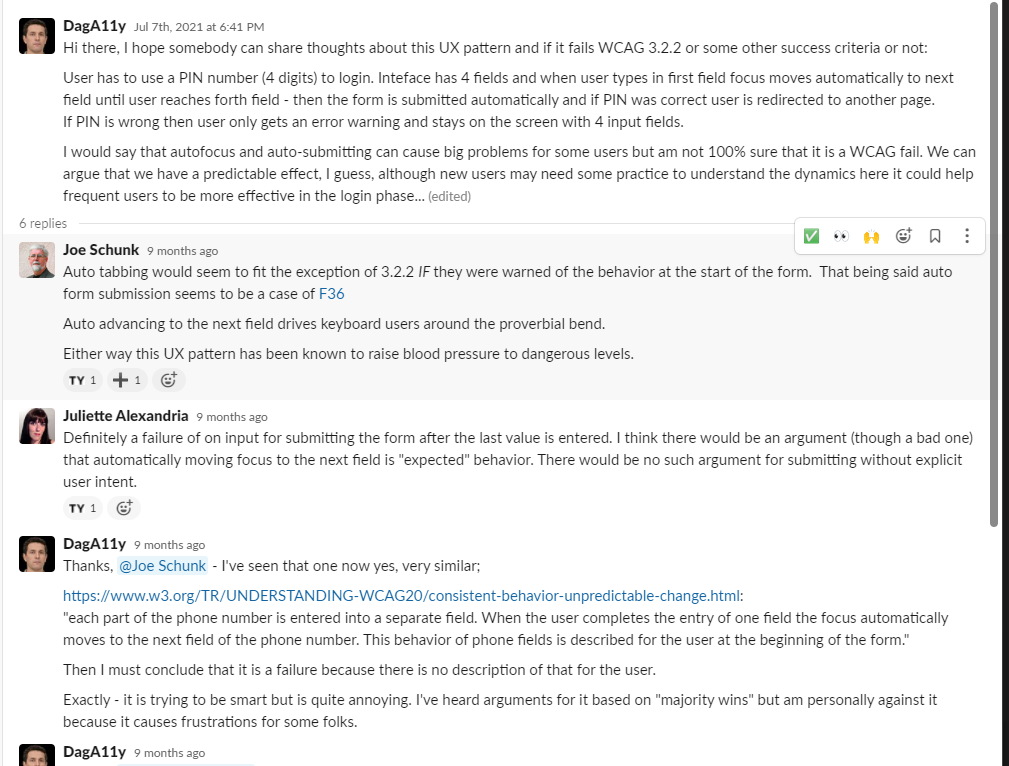 DagA11y Jul 7th, 2021 at 6:41 PM
Hi there, I hope somebody can share thoughts about this UX pattern and if it fails WCAG 3.2.2 or some other success criteria or not:
User has to use a PIN number (4 digits) to login. Inteface has 4 fields and when user types in first field focus moves automatically to next
field until user reaches forth field - then the form is submitted automatically and if PIN was correct user is redirected to another page.
If PIN is wrong then user only gets an error warning and stays on the screen with 4 input fields.
I would say that autofocus and auto-submitting can cause big problems for some users but am not 100% sure that it is a WCAG fail. We can
argue that we have a predictable effect, I guess, although new users may need some practice to understand the dynamics here it could help
frequent users to be more effective in the login phase... (edited)
6 replies
Joe Schunk 9 months ago
Auto tabbing would seem to fit the exception of 3.2.2 IF they were warned of the behavior at the start of the form. That being said auto
form submission seems to be a case of F36
Auto advancing to the next field drives keyboard users around the proverbial bend.
Either way this UX pattern has been known to raise blood pressure to dangerous levels.
TY 1 1
Juliette Alexandria 9 months ago
Definitely a failure of on input for submitting the form after the last value is entered. I think there would be an argument (though a bad one)
that automatically moving focus to the next field is "expected" behavior. There would be no such argument for submitting without explicit
user intent.
TY 1
DagA11y 9 months ago
Thanks, @Joe Schunk - I've seen that one now yes, very similar;
https://www.w3.org/TR/UNDERSTANDING-WCAG20/consistent-behavior-unpredictable-change.html:
"each part of the phone number is entered into a separate field. When the user completes the entry of one field the focus automatically
moves to the next field of the phone number. This behavior of phone fields is described for the user at the beginning of the form."
Then I must conclude that it is a failure because there is no description of that for the user.
Exactly - it is trying to be smart but is quite annoying. I've heard arguments for it based on "majority wins" but am personally against it
because it causes frustrations for some folks.
DagA11y 9 months ago